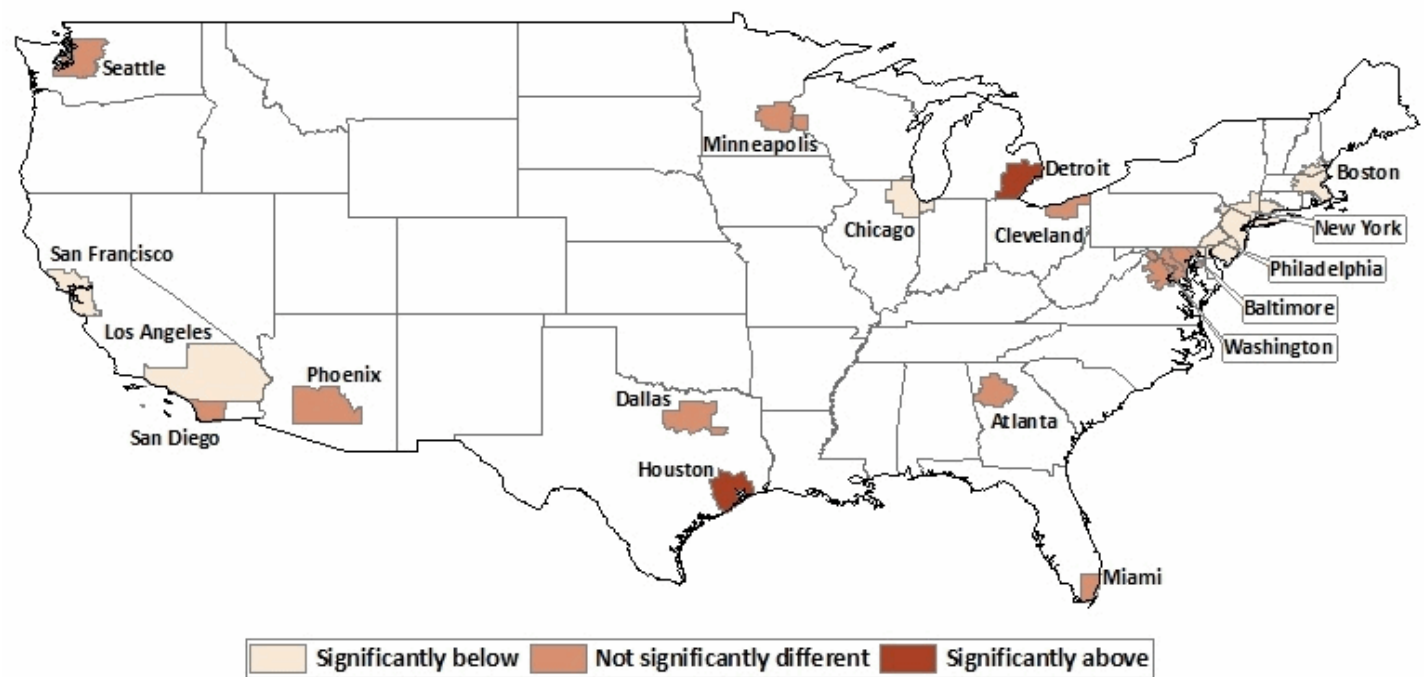 Seattle
Minneapolis
Detroit
Boston
Chicago
Cleveland
New York
San Francisco
Philadelphia
Baltimore
Los Angeles
Washington
Phoenix
Dallas
Atlanta
San Diego
Houston
Miami
Significantly below
Not significantly different
Significantly above